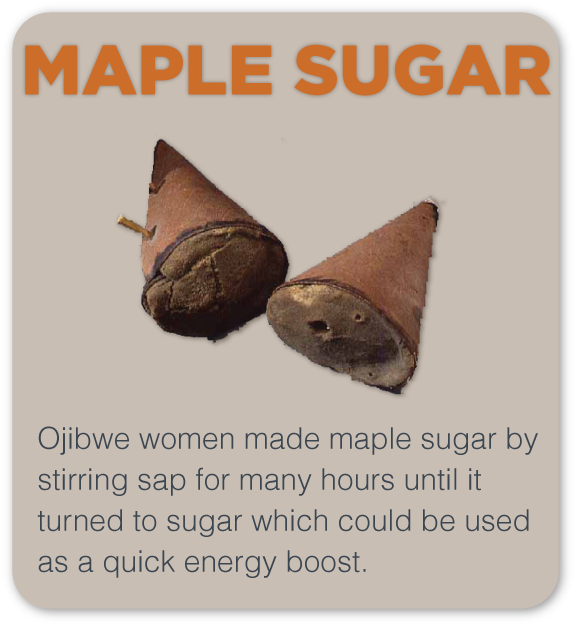 MAPLE SUGAR
Ojibwe women made maple sugar by
stirring sap for many hours until it
turned to sugar which could be used
as a quick energy boost.